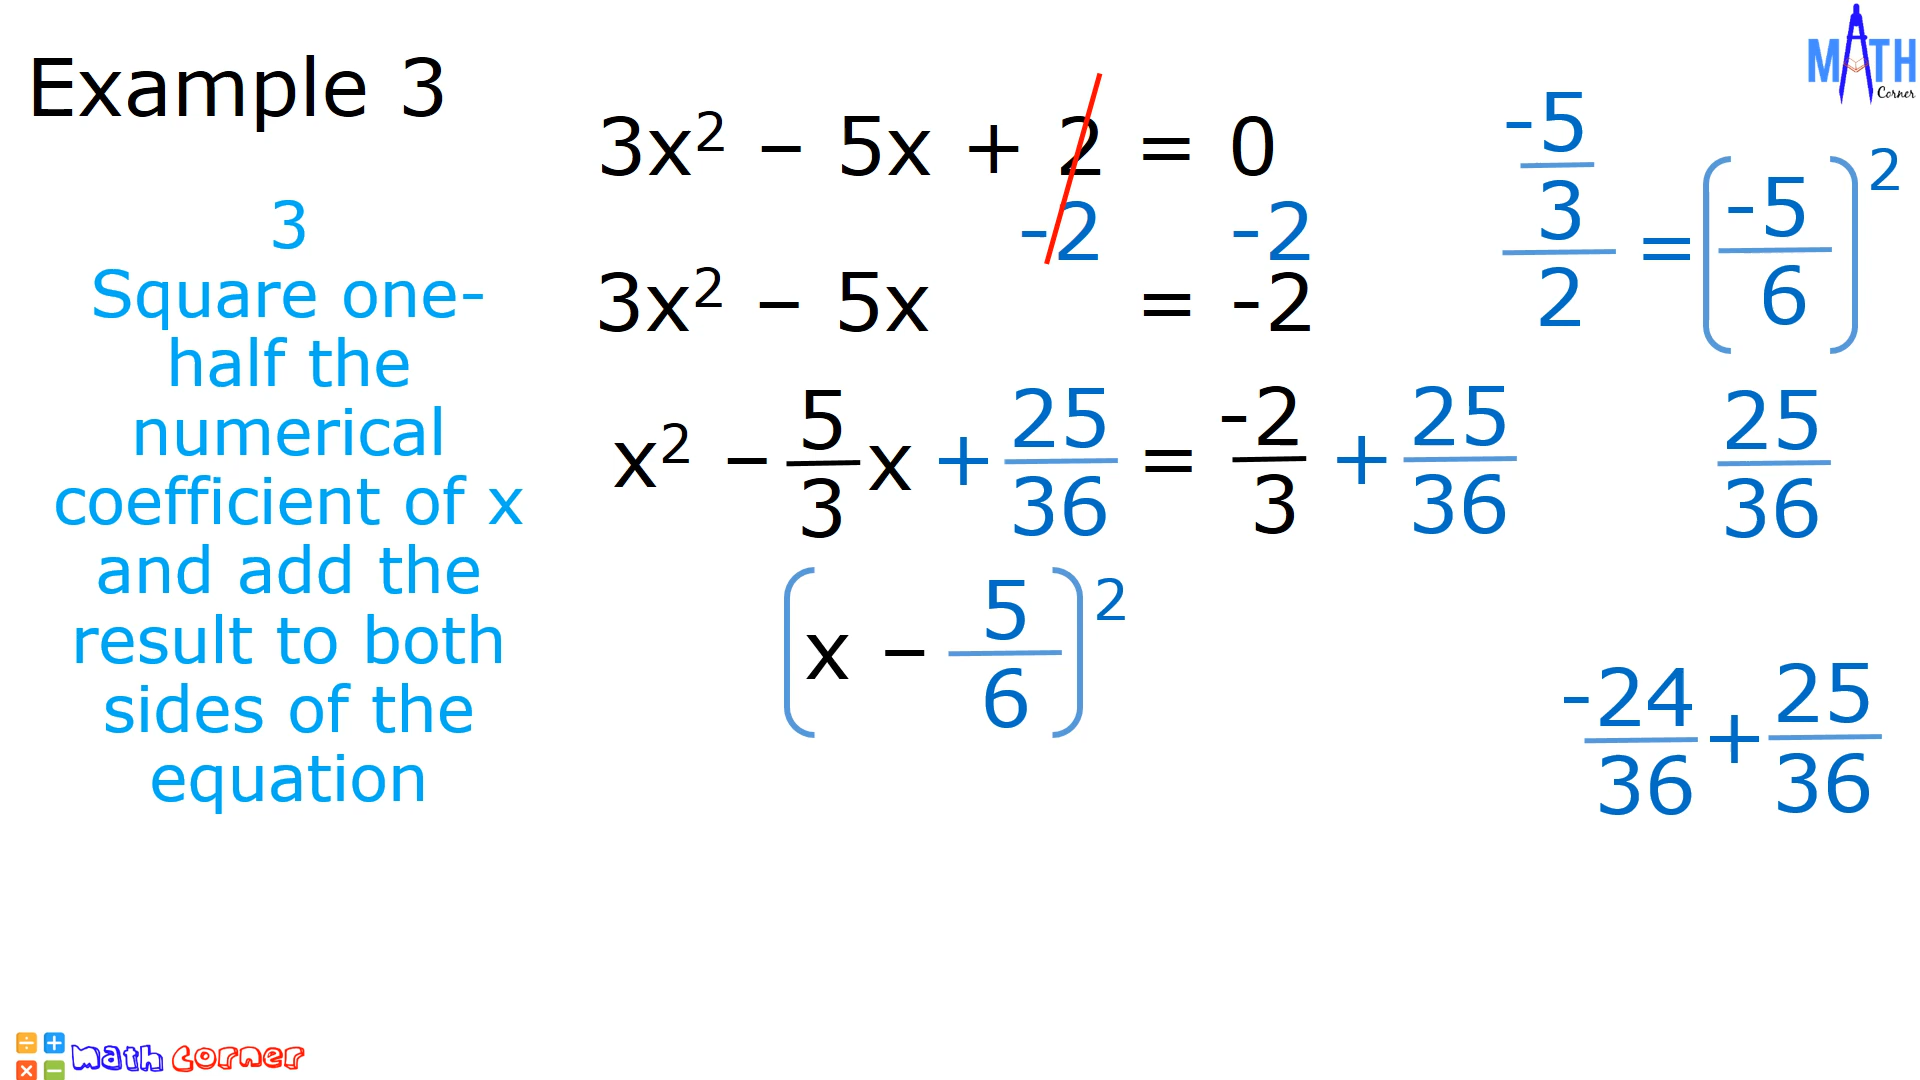 Example 3
MATH
Corner
3
Square one-
half the
numerical
coefficient of x
and add the
result to both
sides of the
equation
3x² – 5x + 2 = 0
-2 -2
3x² – 5x = -2
x² – 5/3 x + 25/36 = -2/3 + 25/36
(x – 5/6)²
-5/3/2 = (-5/6)²
25/36
-24/36 + 25/36
÷ + × −
math corner